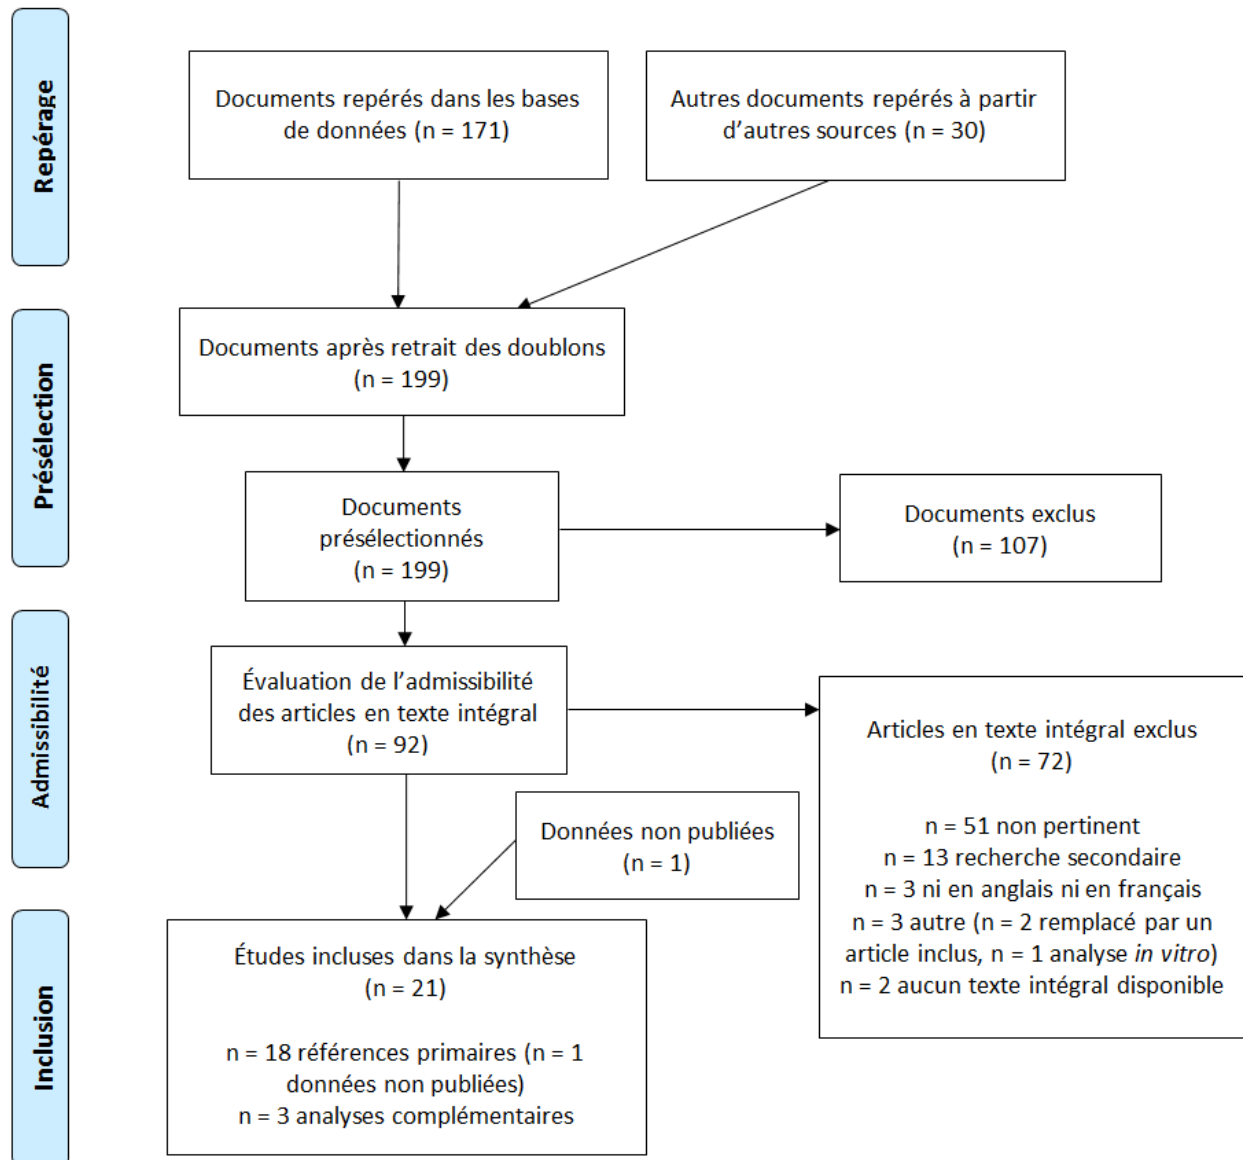 Repérage
Documents repérés dans les bases
de données (n = 171)
Autres documents repérés à partir
d’autres sources (n = 30)
Présélection
Documents après retrait des doublons
(n = 199)
Documents
présélectionnés
(n = 199)
Documents exclus
(n = 107)
Admissibilité
Évaluation de l’admissibilité
des articles en texte intégral
(n = 92)
Articles en texte intégral exclus
(n = 72)
n = 51 non pertinent
n = 13 recherche secondaire
n = 3 ni en anglais ni en français
n = 3 autre (n = 2 remplacé par un
article inclus, n = 1 analyse in vitro)
n = 2 aucun texte intégral disponible
Données non publiées
(n = 1)
Inclusion
Études incluses dans la synthèse
(n = 21)
n = 18 références primaires (n = 1
données non publiées)
n = 3 analyses complémentaires